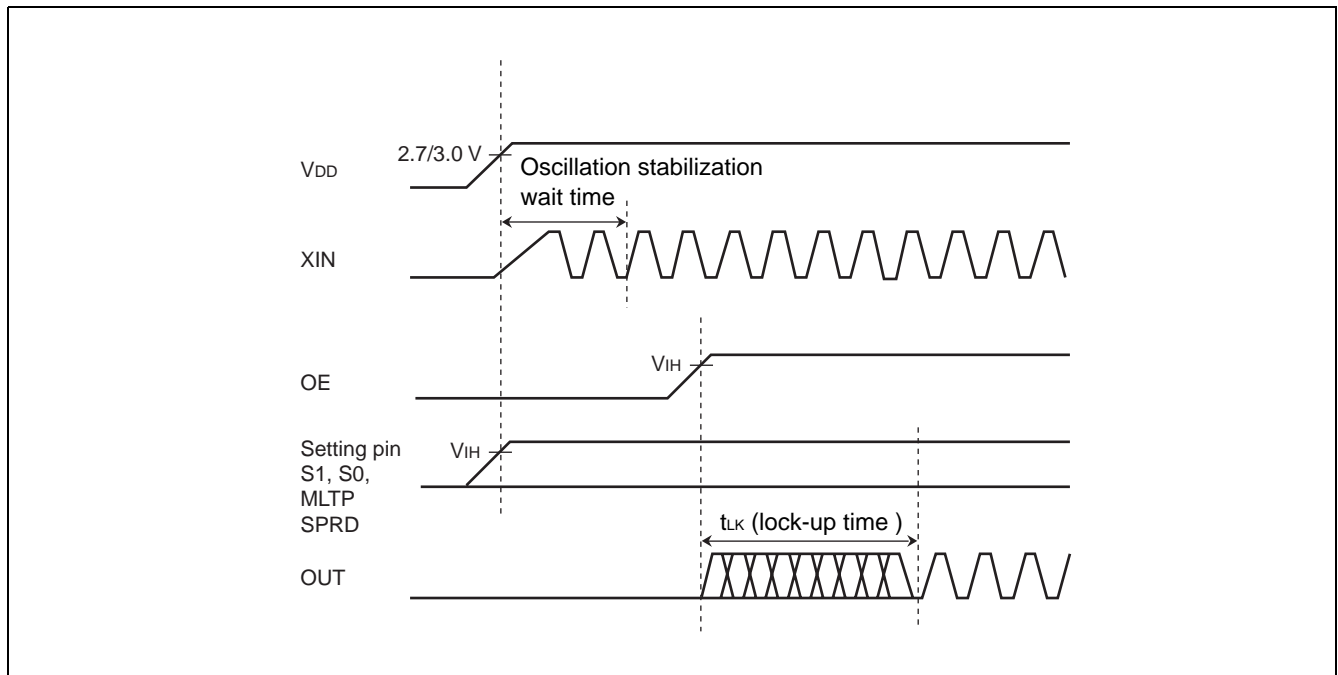 2.7/3.0 V
VDD
Oscillation stabilization
wait time
XIN
VIH
OE
Setting pin
S1, S0,
MLTP
SPRD
VIH
tLK (lock-up time )
OUT